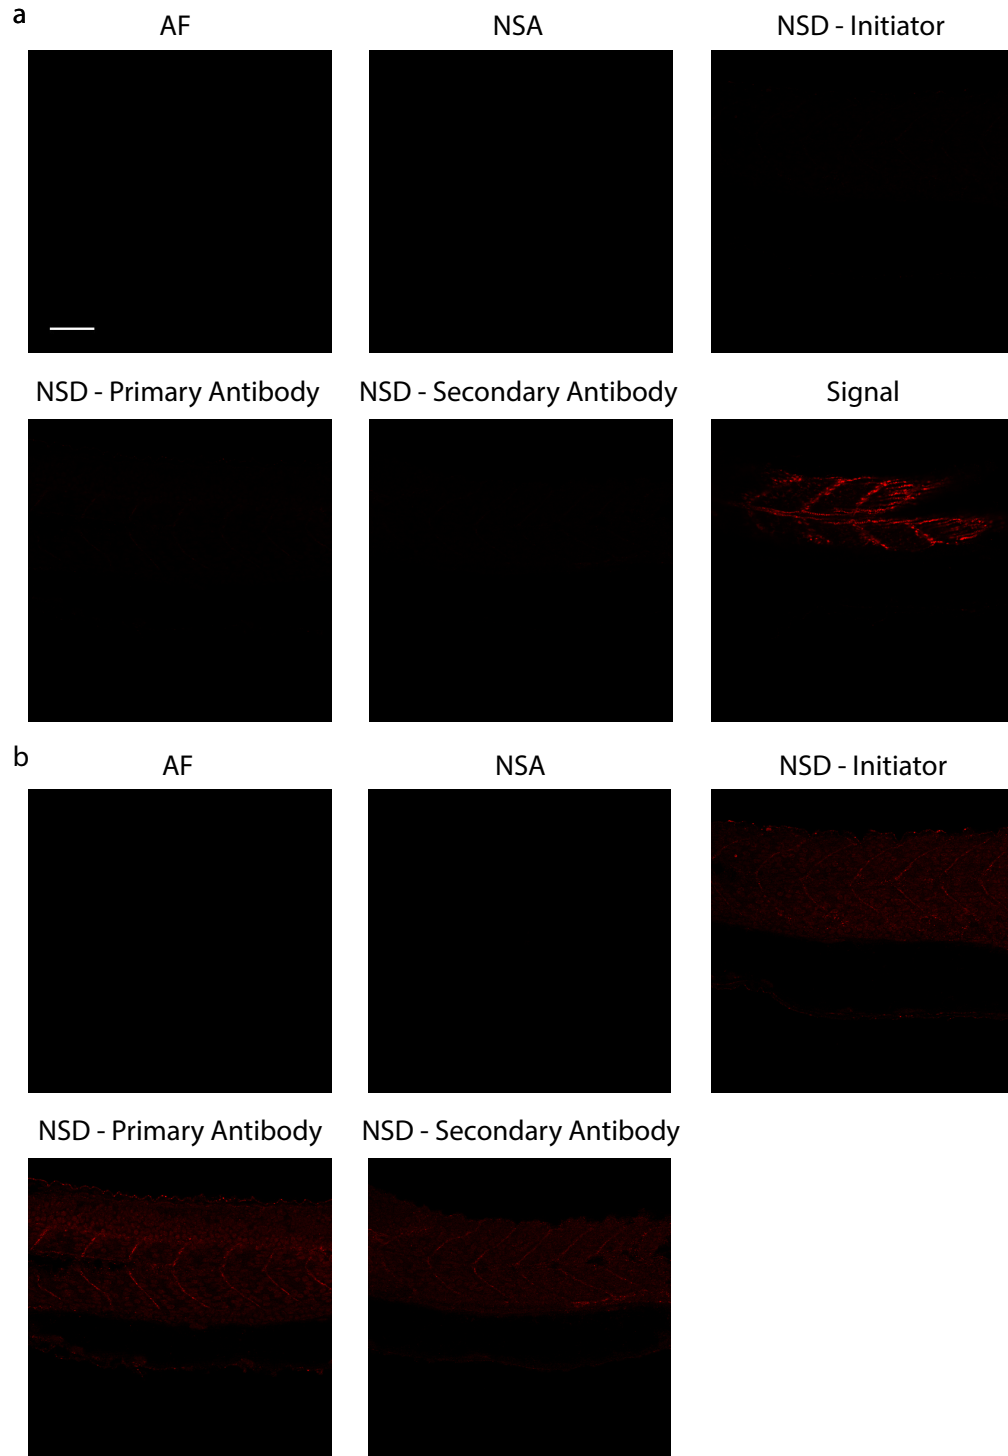 a
AF
NSA
NSD - Initiator
NSD - Primary Antibody
NSD - Secondary Antibody
Signal
b
AF
NSA
NSD - Initiator
NSD - Primary Antibody
NSD - Secondary Antibody